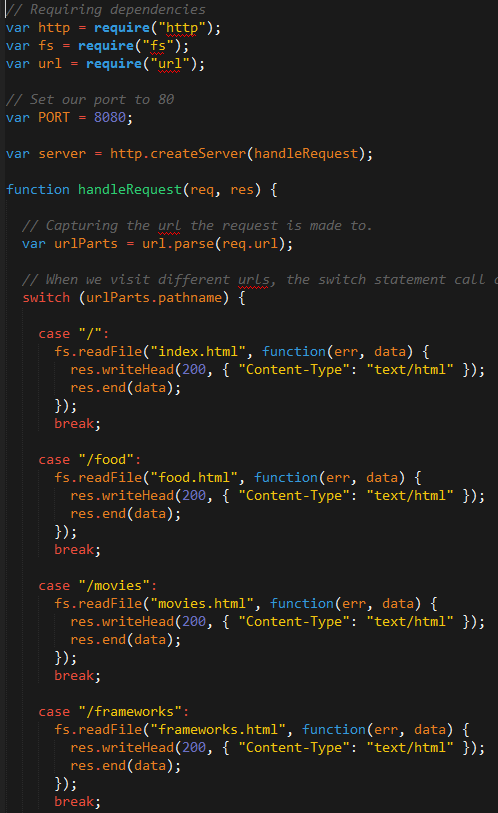 // Requiring dependencies
var http = require("http");
var fs = require("fs");
var url = require("url");
// Set our port to 80
var PORT = 8080;
var server = http.createServer(handleRequest);
function handleRequest(req, res) {
// Capturing the url the request is made to.
var urlParts = url.parse(req.url);
// When we visit different urls, the switch statement call
switch (urlParts.pathname) {
case "/":
fs.readFile("index.html", function(err, data) {
res.writeHead(200, { "Content-Type": "text/html" });
res.end(data);
});
break;
case "/food":
fs.readFile("food.html", function(err, data) {
res.writeHead(200, { "Content-Type": "text/html" });
res.end(data);
});
break;
case "/movies":
fs.readFile("movies.html", function(err, data) {
res.writeHead(200, { "Content-Type": "text/html" });
res.end(data);
});
break;
case "/frameworks":
fs.readFile("frameworks.html", function(err, data) {
res.writeHead(200, { "Content-Type": "text/html" });
res.end(data);
});
break;